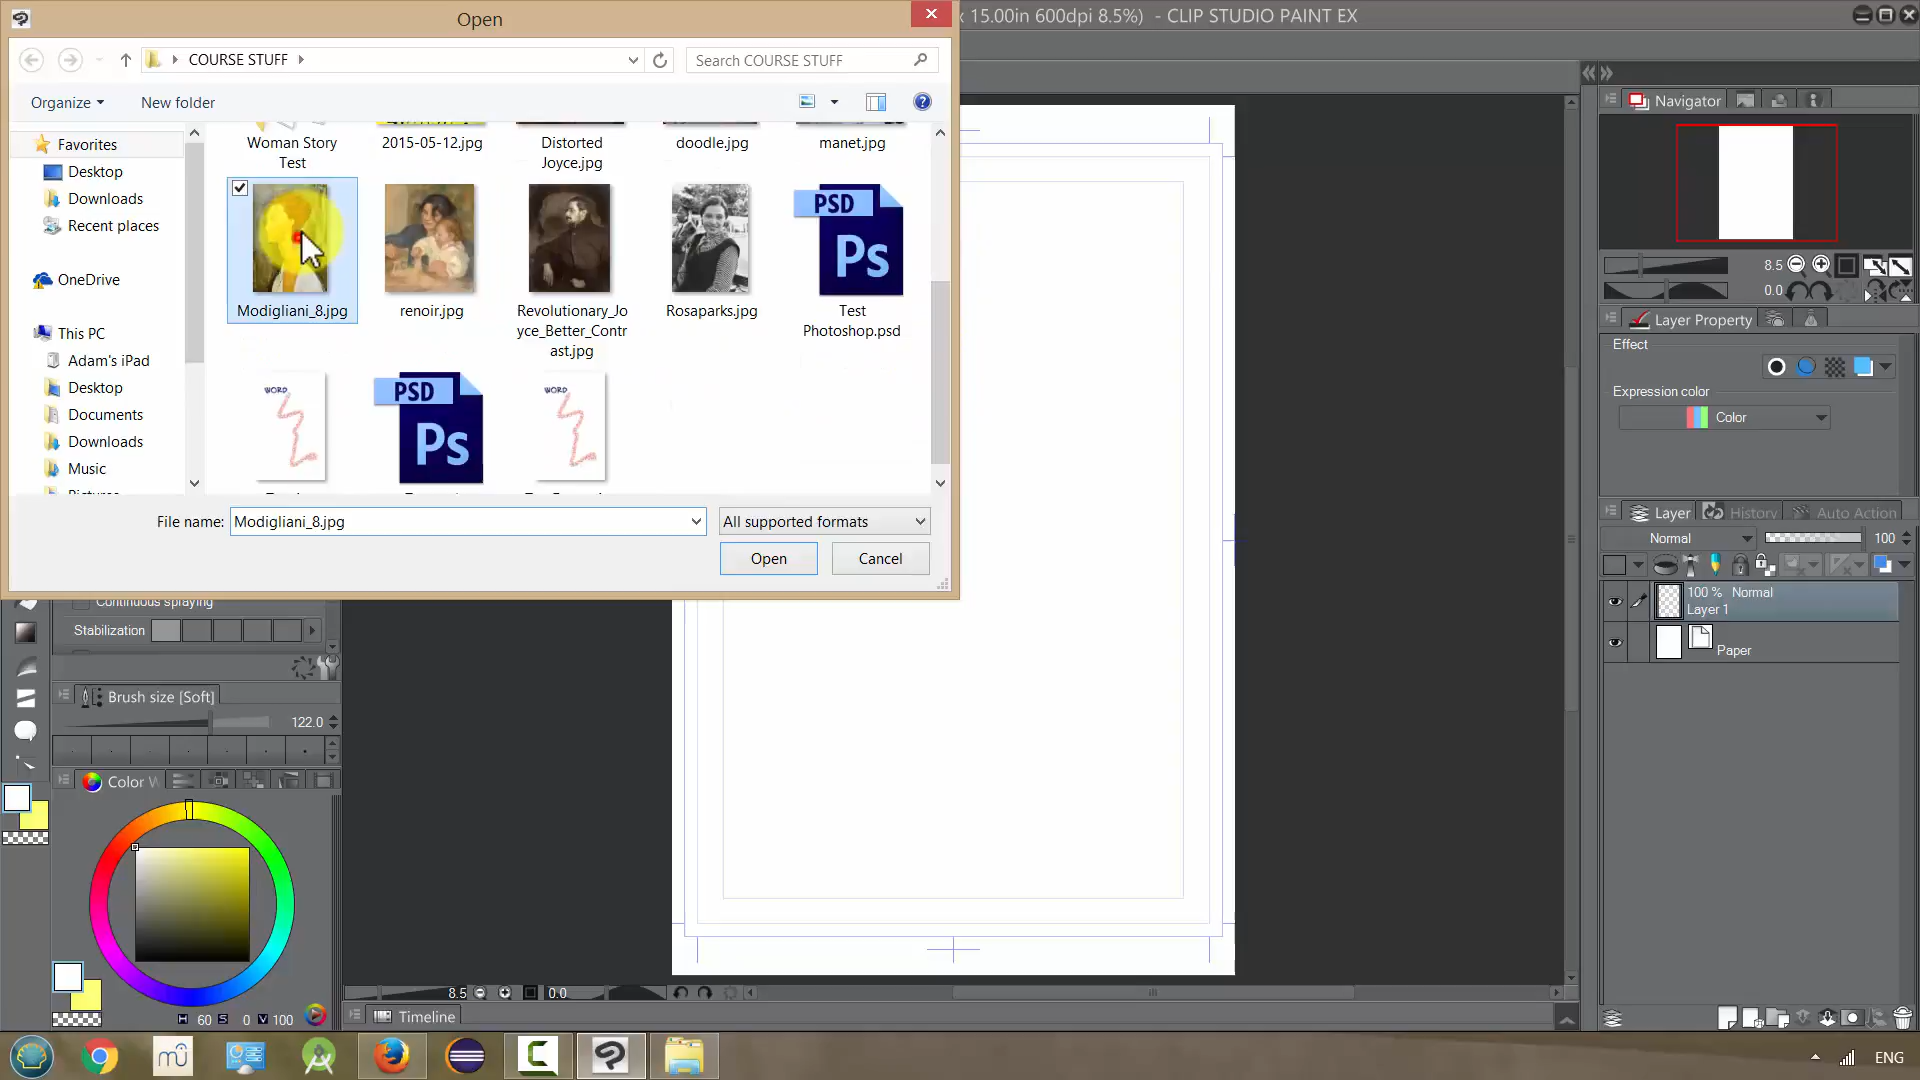 Open
x 15.00in 600dpi 8.5%) - CLIP STUDIO PAINT EX
COURSE STUFF
Search COURSE STUFF
Organize
New folder
Favorites
Desktop
Downloads
Recent places
OneDrive
This PC
Adam's iPad
Desktop
Documents
Downloads
Music
Woman Story
Test
2015-05-12.jpg
Distorted
Joyce.jpg
doodle.jpg
manet.jpg
Modigliani_8.jpg
renoir.jpg
Revolutionary_Jo
yce_Better_Contr
ast.jpg
Rosaparks.jpg
PSD
Ps
Test
Photoshop.psd
WORD
PSD
Ps
WORD
File name:
Modigliani_8.jpg
All supported formats
Open
Cancel
Navigator
8.5
0.0
Layer Property
Effect
Expression color
Color
Layer
History
Auto Action
Normal
100
100 % Normal
Layer 1
Paper
Continuous spraying
Stabilization
Brush size [Soft]
122.0
Color W
H 60 S 0 V 100
8.5
0.0
Timeline
ENG